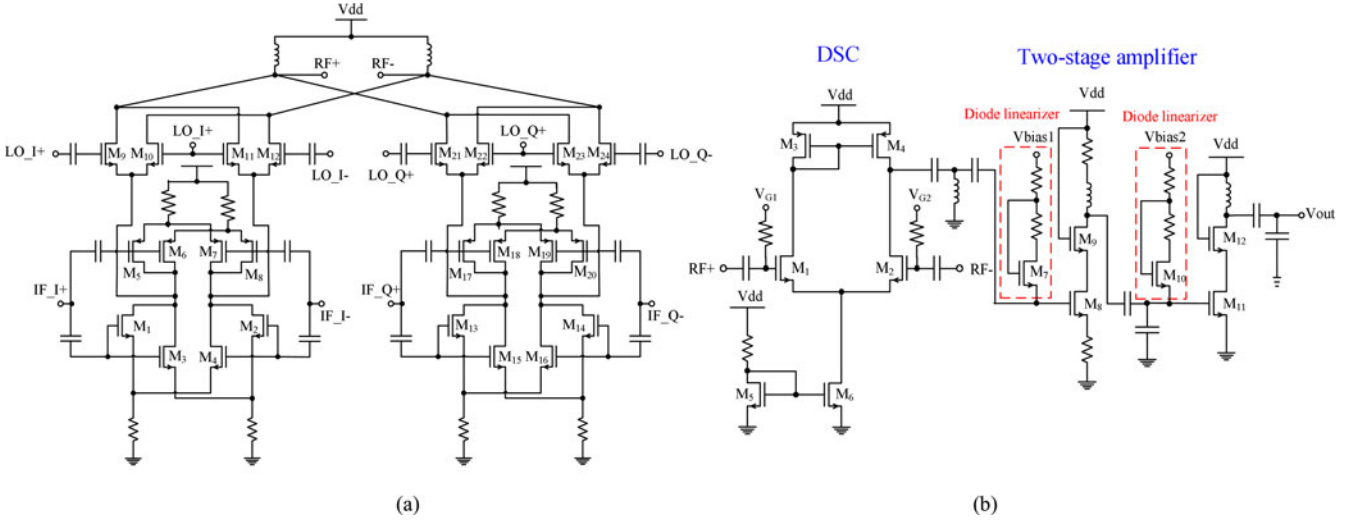 Vdd
RF+
RF-
LO_I+
LO_Q+
LO_I+
M9
M10
M11
M12
LO_I-
LO_Q+
M21
M22
M23
M24
LO_Q-
M5
M6
M7
M8
M17
M18
M19
M20
IF_I+
IF_I-
IF_Q+
IF_Q-
M1
M2
M3
M4
M13
M14
M15
M16
(a)
DSC
Two-stage amplifier
Vdd
Vdd
Vdd
Diode linearizer
Diode linearizer
Vbias1
Vbias2
M3
M4
VG1
VG2
RF+
M1
M2
RF-
M7
M9
M8
M10
M12
M11
Vout
Vdd
M5
M6
(b)